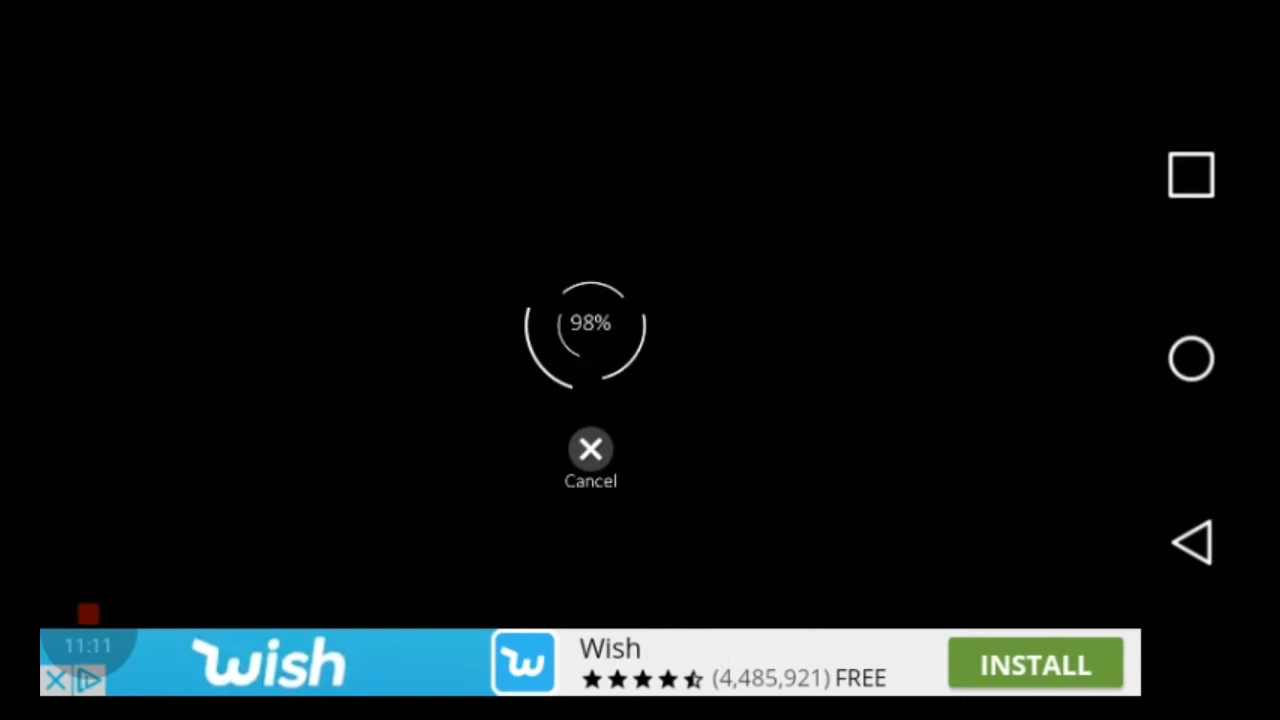 98%
Cancel
11:11
wish
Wish
(4,485,921) FREE
INSTALL